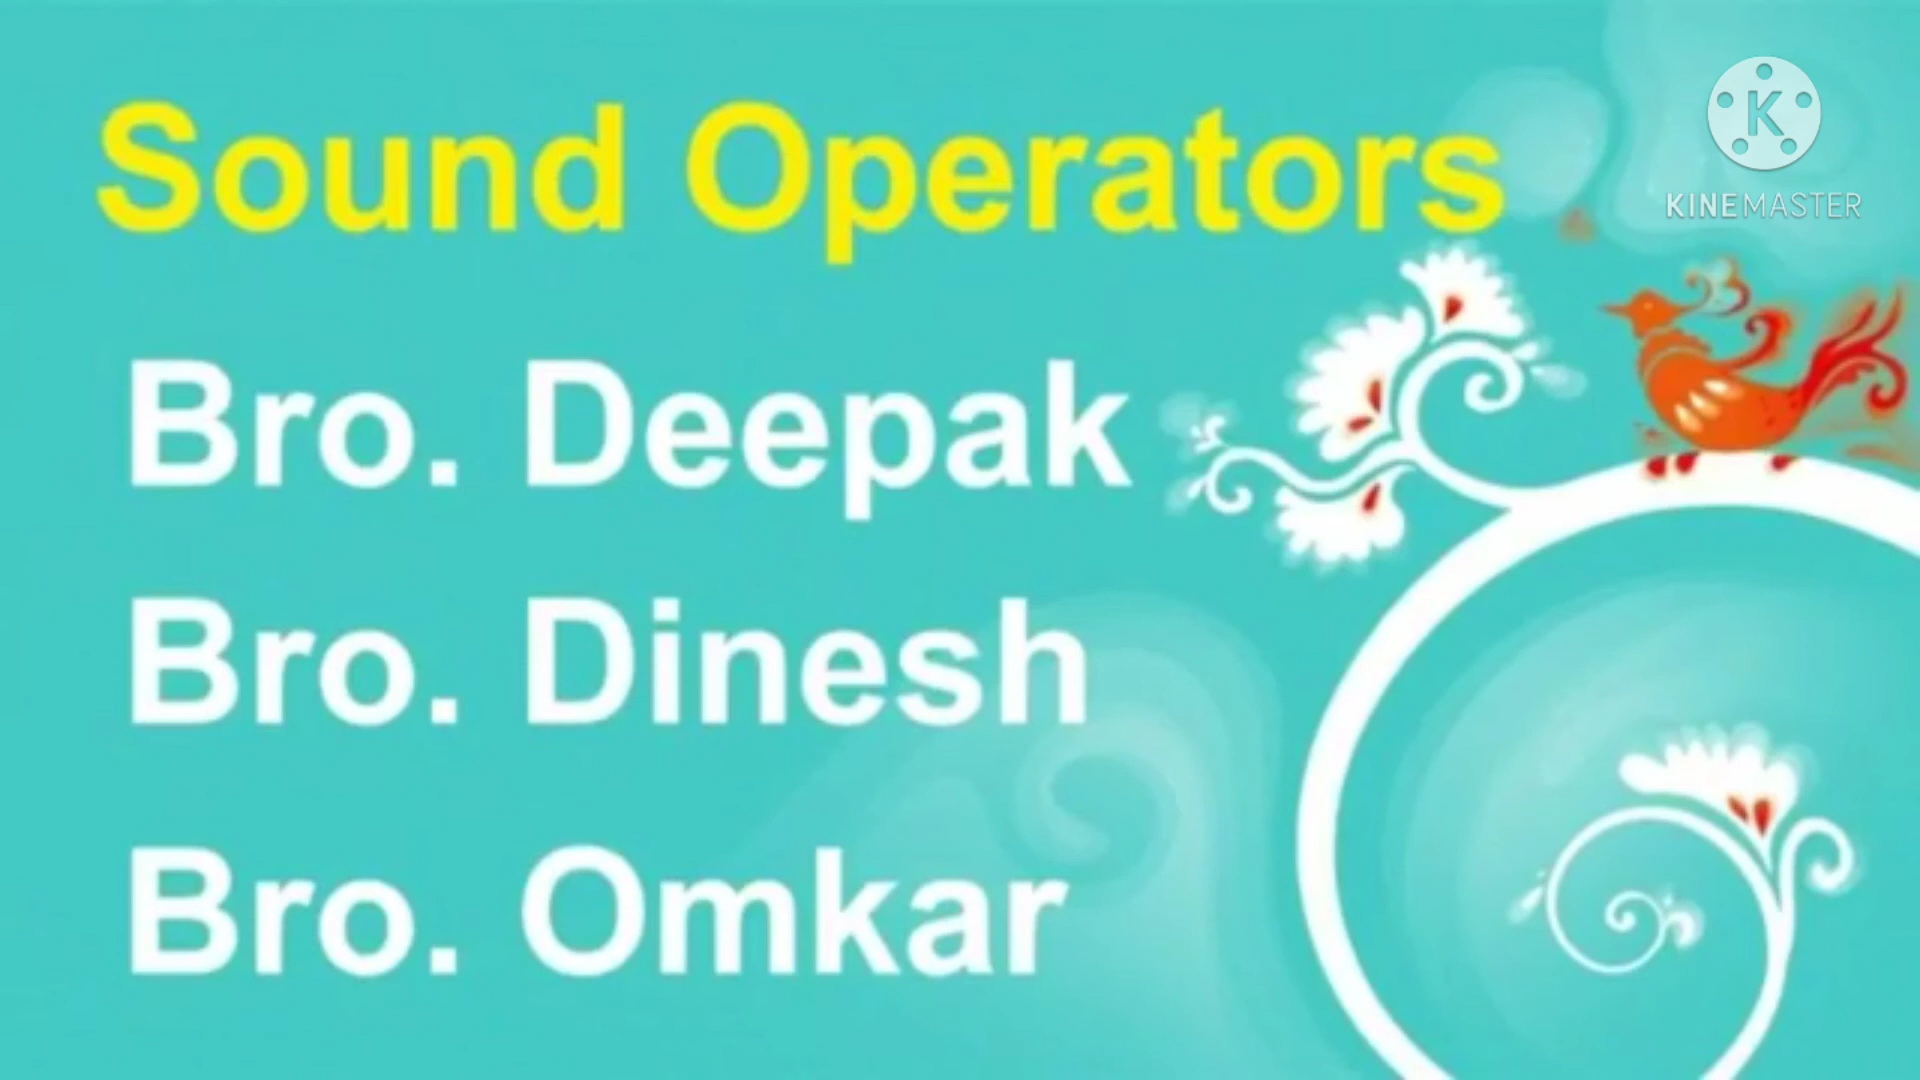 Sound Operators
K
KINEMASTER
Bro. Deepak
Bro. Dinesh
Bro. Omkar